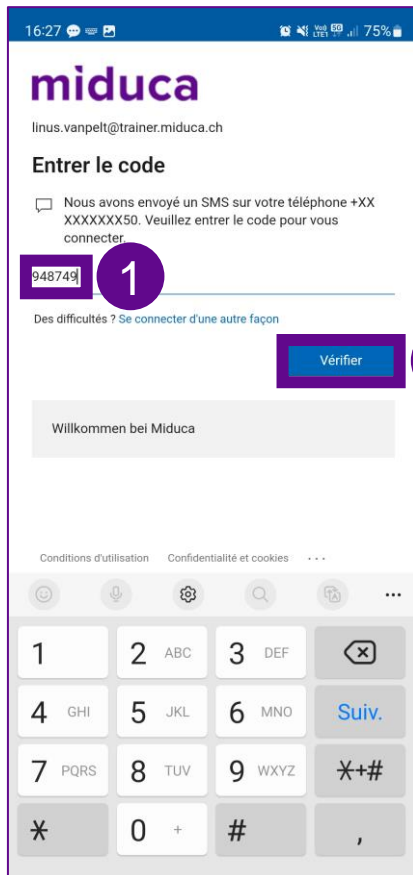 16:27 75%
miduca
linus.vanpelt@trainer.miduca.ch
Entrer le code
Nous avons envoyé un SMS sur votre téléphone +XX
XXXXXXX50. Veuillez entrer le code pour vous
connecter.
948749
1
Des difficultés ? Se connecter d'une autre façon
Vérifier
Willkommen bei Miduca
Conditions d'utilisation Confidentialité et cookies ...
1 2 ABC 3 DEF
4 GHI 5 JKL 6 MNO Suiv.
7 PQRS 8 TUV 9 WXYZ *+#
* 0 + # ,